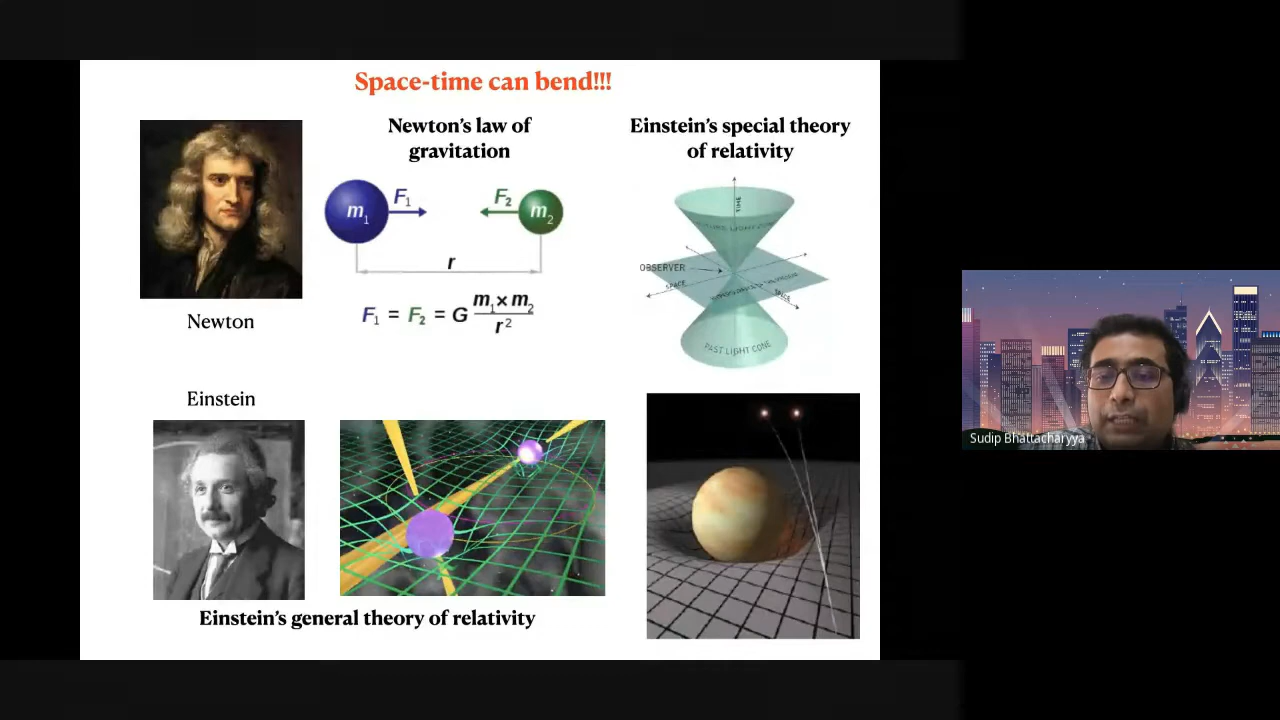 Space-time can bend!!!
Newton's law of
gravitation
Einstein's special theory
of relativity
F₁
F₂
m₁
m₂
r
F₁ = F₂ = G m₁ × m₂ / r²
Newton
TIME
OBSERVER
SPACE
SPACE
PAST LIGHT CONE
Einstein
Einstein's general theory of relativity
Sudip Bhattacharyya